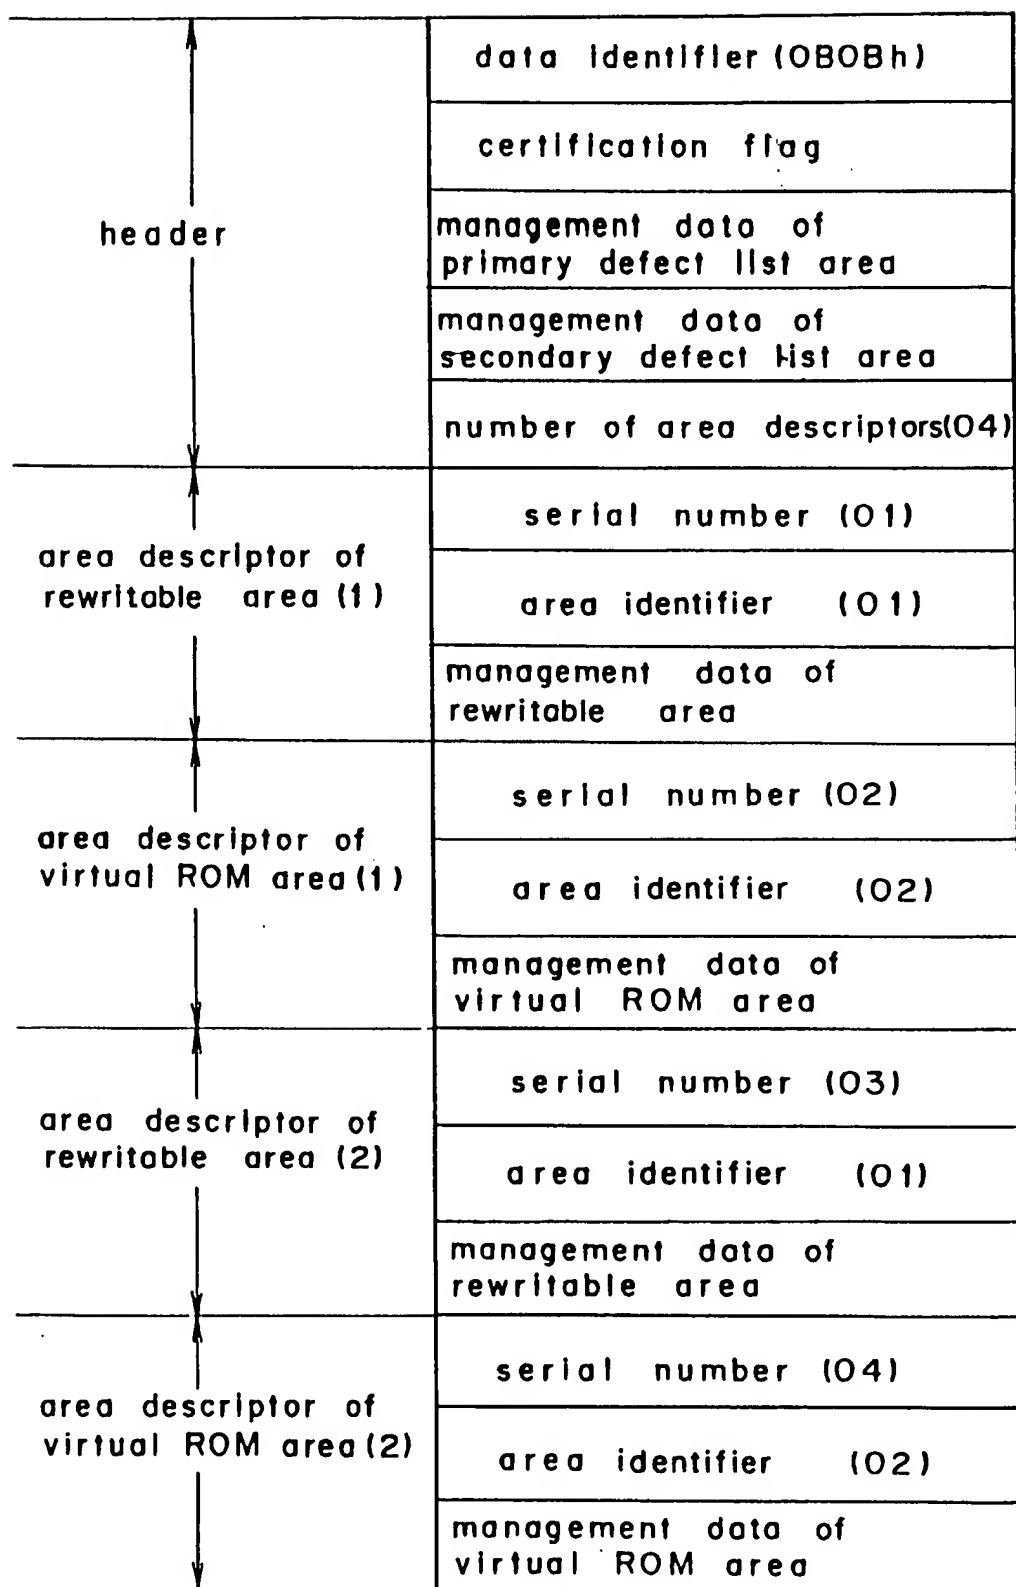 data identifier (0B0Bh)
certification flag
header
management data of
primary defect list area
management data of
secondary defect list area
number of area descriptors(04)
area descriptor of
rewritable area (1)
serial number (01)
area identifier (01)
management data of
rewritable area
area descriptor of
virtual ROM area (1)
serial number (02)
area identifier (02)
management data of
virtual ROM area
area descriptor of
rewritable area (2)
serial number (03)
area identifier (01)
management data of
rewritable area
area descriptor of
virtual ROM area (2)
serial number (04)
area identifier (02)
management data of
virtual ROM area